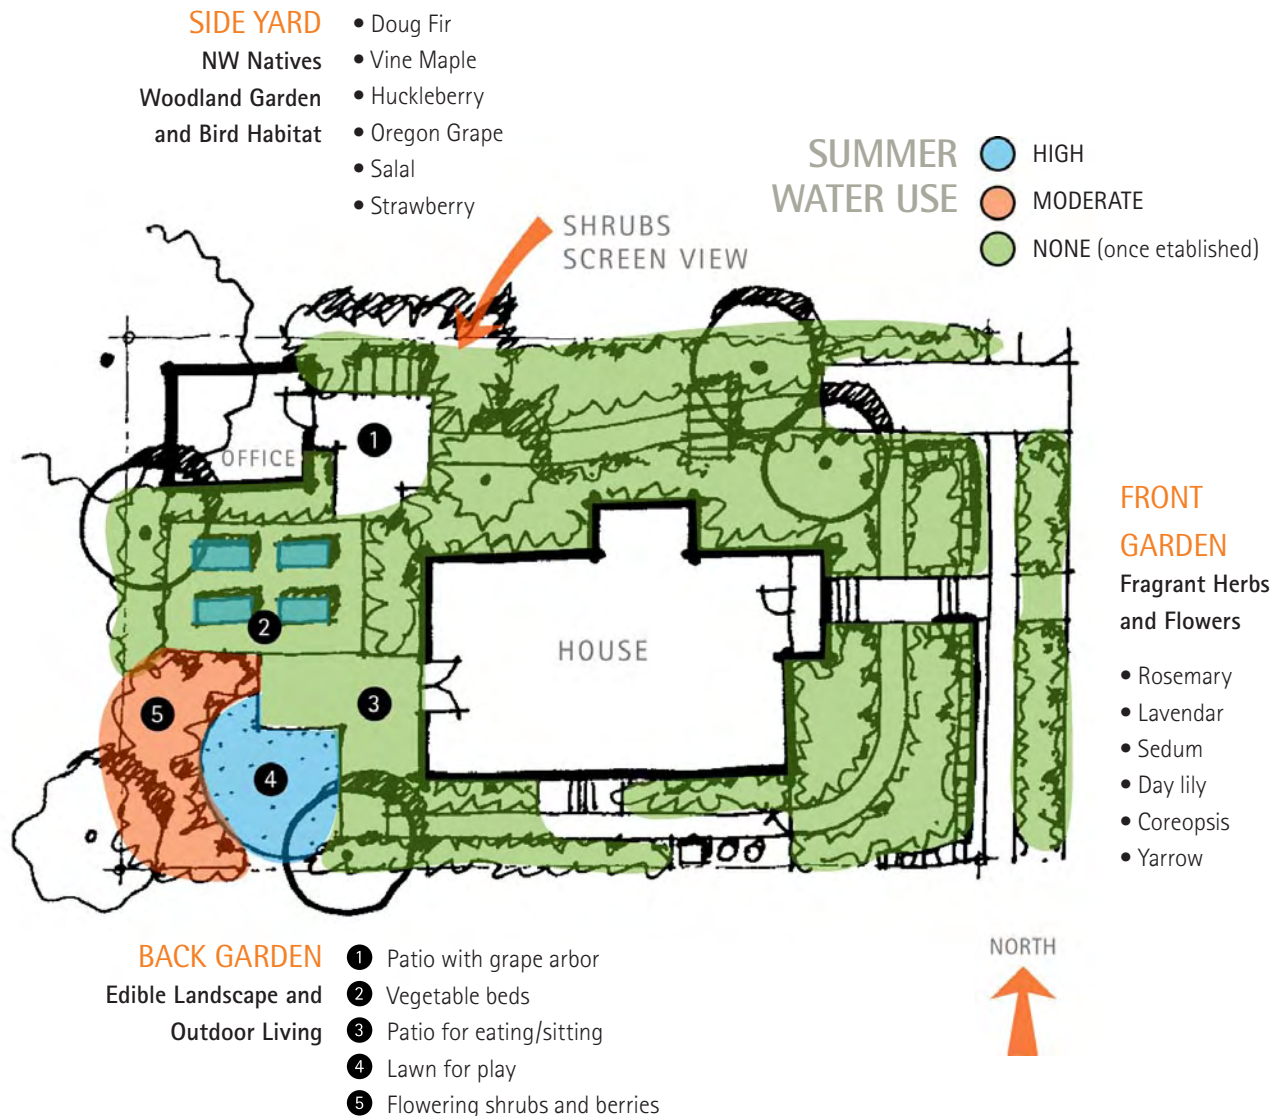 SIDE YARD
NW Natives
Woodland Garden
and Bird Habitat
• Doug Fir
• Vine Maple
• Huckleberry
• Oregon Grape
• Salal
• Strawberry
SUMMER
WATER USE
HIGH
MODERATE
NONE (once etablished)
SHRUBS
SCREEN VIEW
OFFICE
1
2
HOUSE
3
5
4
FRONT
GARDEN
Fragrant Herbs
and Flowers
• Rosemary
• Lavendar
• Sedum
• Day lily
• Coreopsis
• Yarrow
NORTH
BACK GARDEN
Edible Landscape and
Outdoor Living
1 Patio with grape arbor
2 Vegetable beds
3 Patio for eating/sitting
4 Lawn for play
5 Flowering shrubs and berries